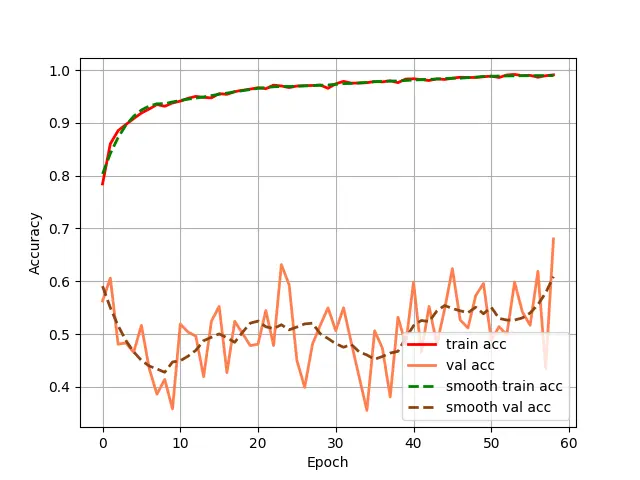 1.0
0.9
0.8
0.7
0.6
0.5
0.4
Accuracy
train acc
val acc
smooth train acc
smooth val acc
0 10 20 30 40 50 60
Epoch